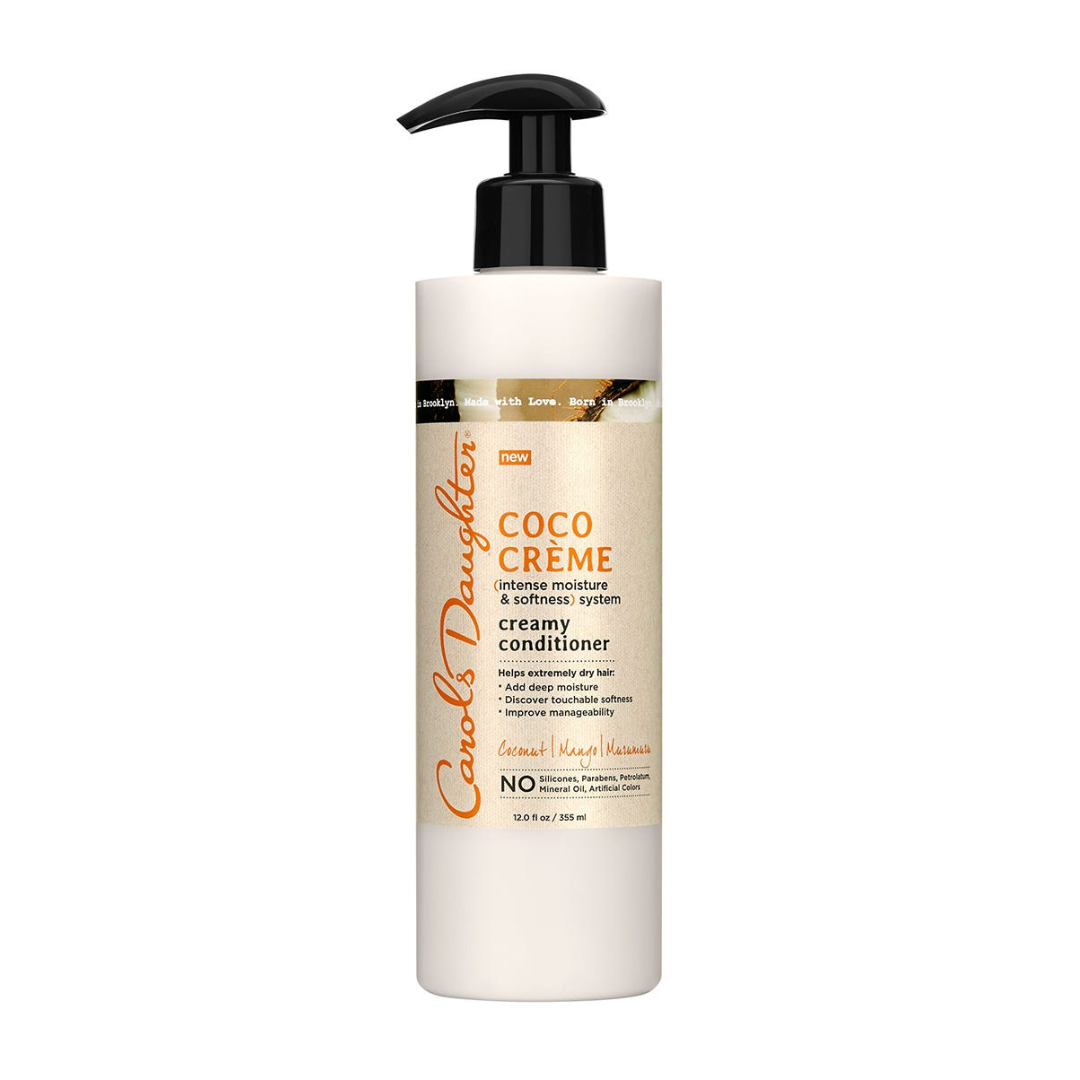 in Brooklyn. Made with Love. Born in Brooklyn.
Carol's Daughter®
new
COCO
CRÈME
(intense moisture
& softness) system
creamy
conditioner
Helps extremely dry hair:
* Add deep moisture
* Discover touchable softness
* Improve manageability
Coconut | Mango | Murumuru
NO Silicones, Parabens, Petrolatum,
Mineral Oil, Artificial Colors
12.0 fl oz / 355 ml